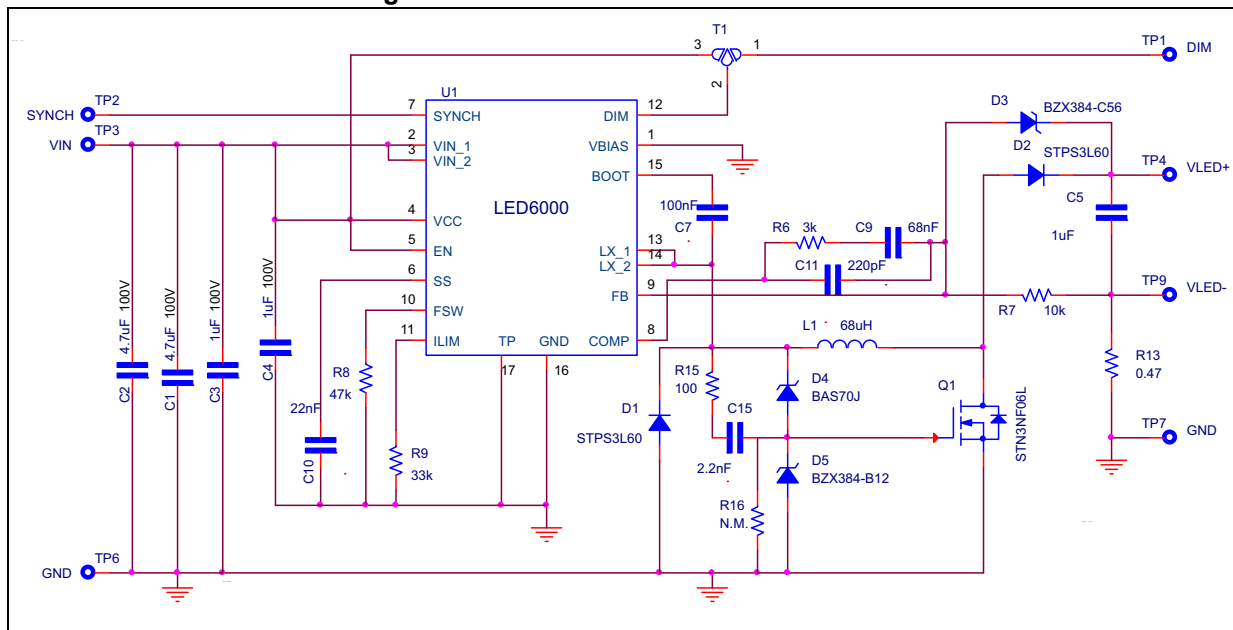 T1
3
1
2
TP1
DIM
U1
TP2
SYNCH
7
SYNCH
DIM
12
D3
BZX384-C56
TP3
VIN
2
VIN_1
3
VIN_2
VBIAS
1
D2
STPS3L60
BOOT
15
TP4
VLED+
LED6000
100nF
C7
C5
1uF
4
VCC
R6
3k
C9
68nF
5
EN
LX_1
13
LX_2
14
C11
220pF
6
SS
FB
9
TP9
VLED-
10
FSW
R7
10k
11
ILIM
TP
GND
COMP
8
L1
68uH
17
16
4.7uF 100V
C2
4.7uF 100V
C1
1uF 100V
C3
1uF 100V
C4
R8
47k
R15
100
D4
BAS70J
R13
0.47
Q1
STN3NF06L
22nF
C10
D1
STPS3L60
C15
2.2nF
TP7
GND
R9
33k
D5
BZX384-B12
R16
N.M.
TP6
GND